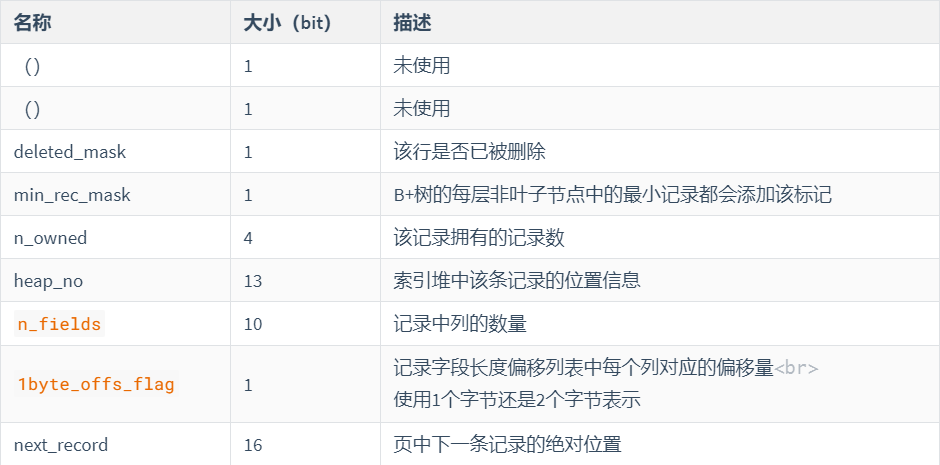 名称 大小（bit） 描述
() 1 未使用
() 1 未使用
deleted_mask 1 该行是否已被删除
min_rec_mask 1 B+树的每层非叶子节点中的最小记录都会添加该标记
n_owned 4 该记录拥有的记录数
heap_no 13 索引堆中该条记录的位置信息
n_fields 10 记录中列的数量
1byte_offs_flag 1 记录字段长度偏移列表中每个列对应的偏移量<br>
使用1个字节还是2个字节表示
next_record 16 页中下一条记录的绝对位置